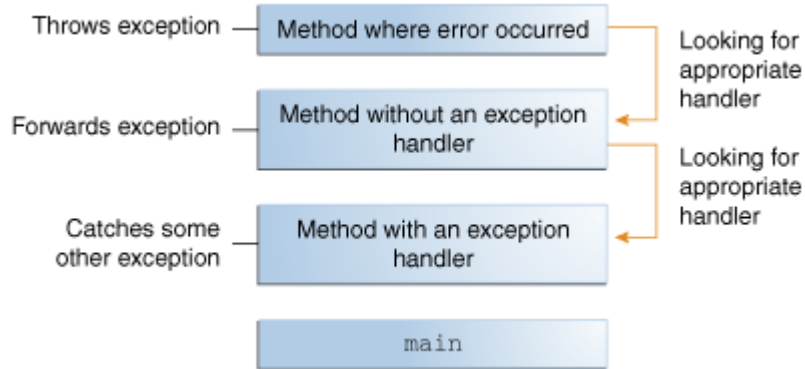 Throws exception
Method where error occurred
Looking for
appropriate
handler
Forwards exception
Method without an exception
handler
Looking for
appropriate
handler
Catches some
other exception
Method with an exception
handler
main